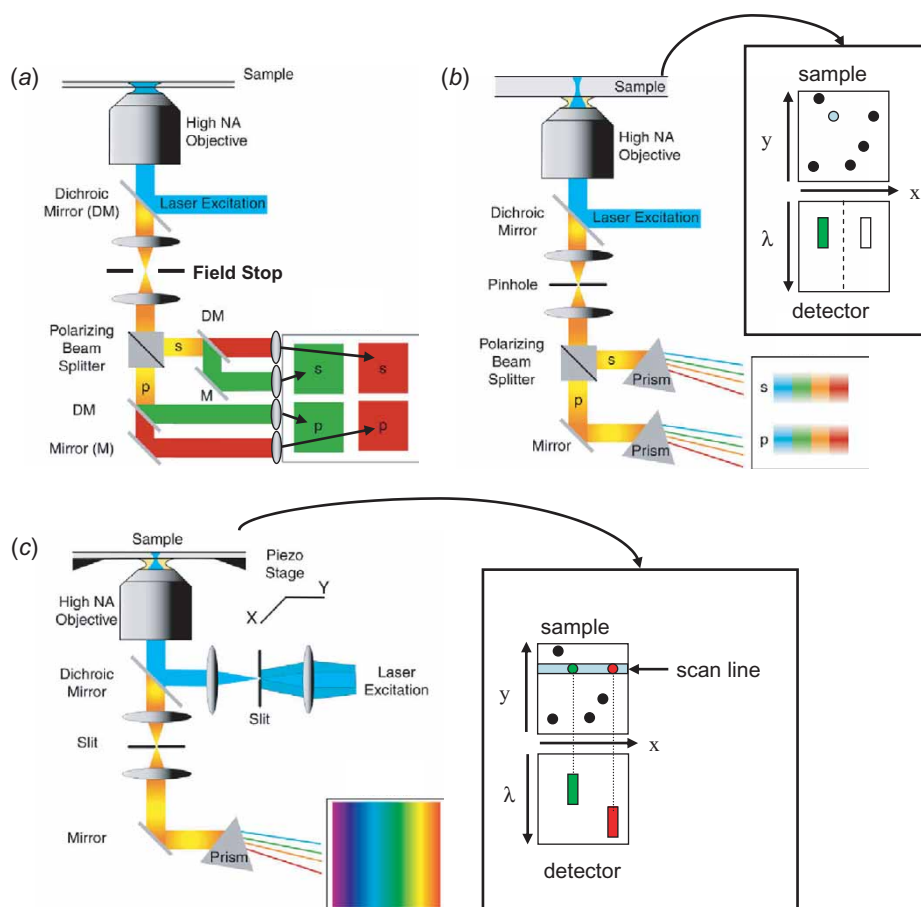 (a)
Sample
High NA
Objective
Dichroic
Mirror (DM)
Laser Excitation
Field Stop
Polarizing
Beam
Splitter
DM
s
M
p
DM
Mirror (M)
s
s
p
p
(b)
Sample
High NA
Objective
Dichroic
Mirror
Laser Excitation
Pinhole
Polarizing
Beam Splitter
s
Prism
p
Mirror
Prism
s
p
sample
y
x
λ
detector
(c)
Sample
Piezo
Stage
High NA
Objective
Y
X
Dichroic
Mirror
Laser
Excitation
Slit
Slit
Mirror
Prism
sample
scan line
y
x
λ
detector